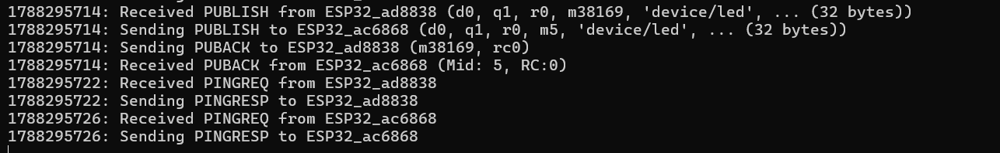 1788295714: Received PUBLISH from ESP32_ad8838 (d0, q1, r0, m38169, 'device/led', ... (32 bytes))
1788295714: Sending PUBLISH to ESP32_ac6868 (d0, q1, r0, m5, 'device/led', ... (32 bytes))
1788295714: Sending PUBACK to ESP32_ad8838 (m38169, rc0)
1788295714: Received PUBACK from ESP32_ac6868 (Mid: 5, RC:0)
1788295722: Received PINGREQ from ESP32_ad8838
1788295722: Sending PINGRESP to ESP32_ad8838
1788295726: Received PINGREQ from ESP32_ac6868
1788295726: Sending PINGRESP to ESP32_ac6868